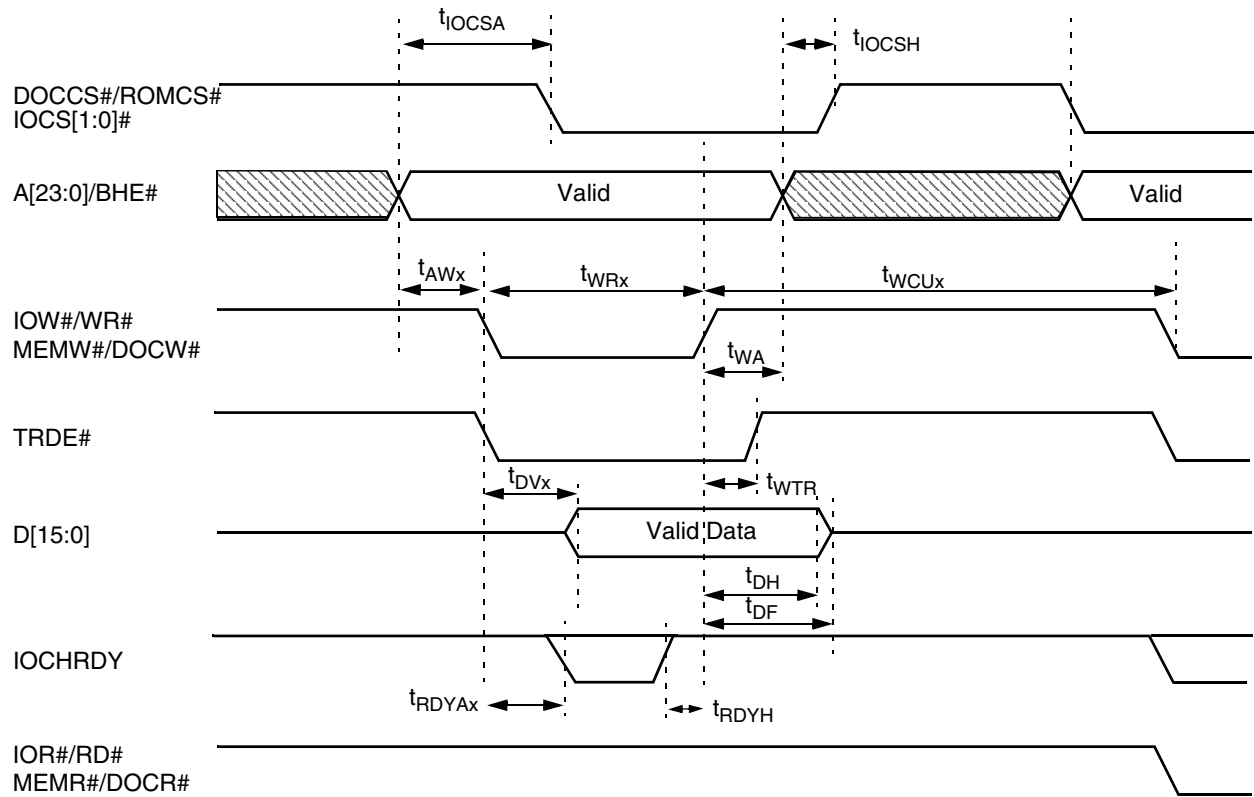 tIOCSA
tIOCSH
DOCCS#/ROMCS#
IOCS[1:0]#
A[23:0]/BHE#
Valid
Valid
tAWx
tWRx
tWCUx
IOW#/WR#
MEMW#/DOCW#
tWA
TRDE#
tDVx
tWTR
D[15:0]
Valid Data
tDH
tDF
IOCHRDY
tRDYAx
tRDYH
IOR#/RD#
MEMR#/DOCR#